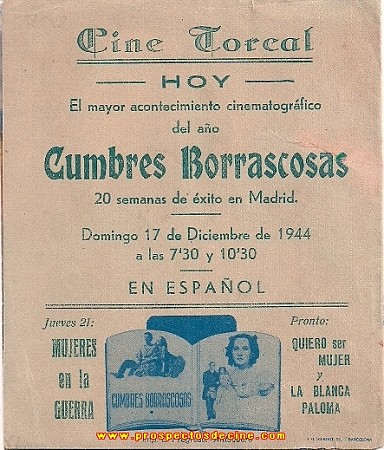 Cine Torcal
HOY
El mayor acontecimiento cinematográfico
del año
Cumbres Borrascosas
20 semanas de éxito en Madrid.
Domingo 17 de Diciembre de 1944
a las 7'30 y 10'30
EN ESPAÑOL
Jueves 21:
MUJERES
en la
GUERRA
CUMBRES BORRASCOSAS
Pronto:
QUIERO ser
MUJER
y
LA BLANCA
PALOMA
www.prospectosdecine.com
BARCELONA